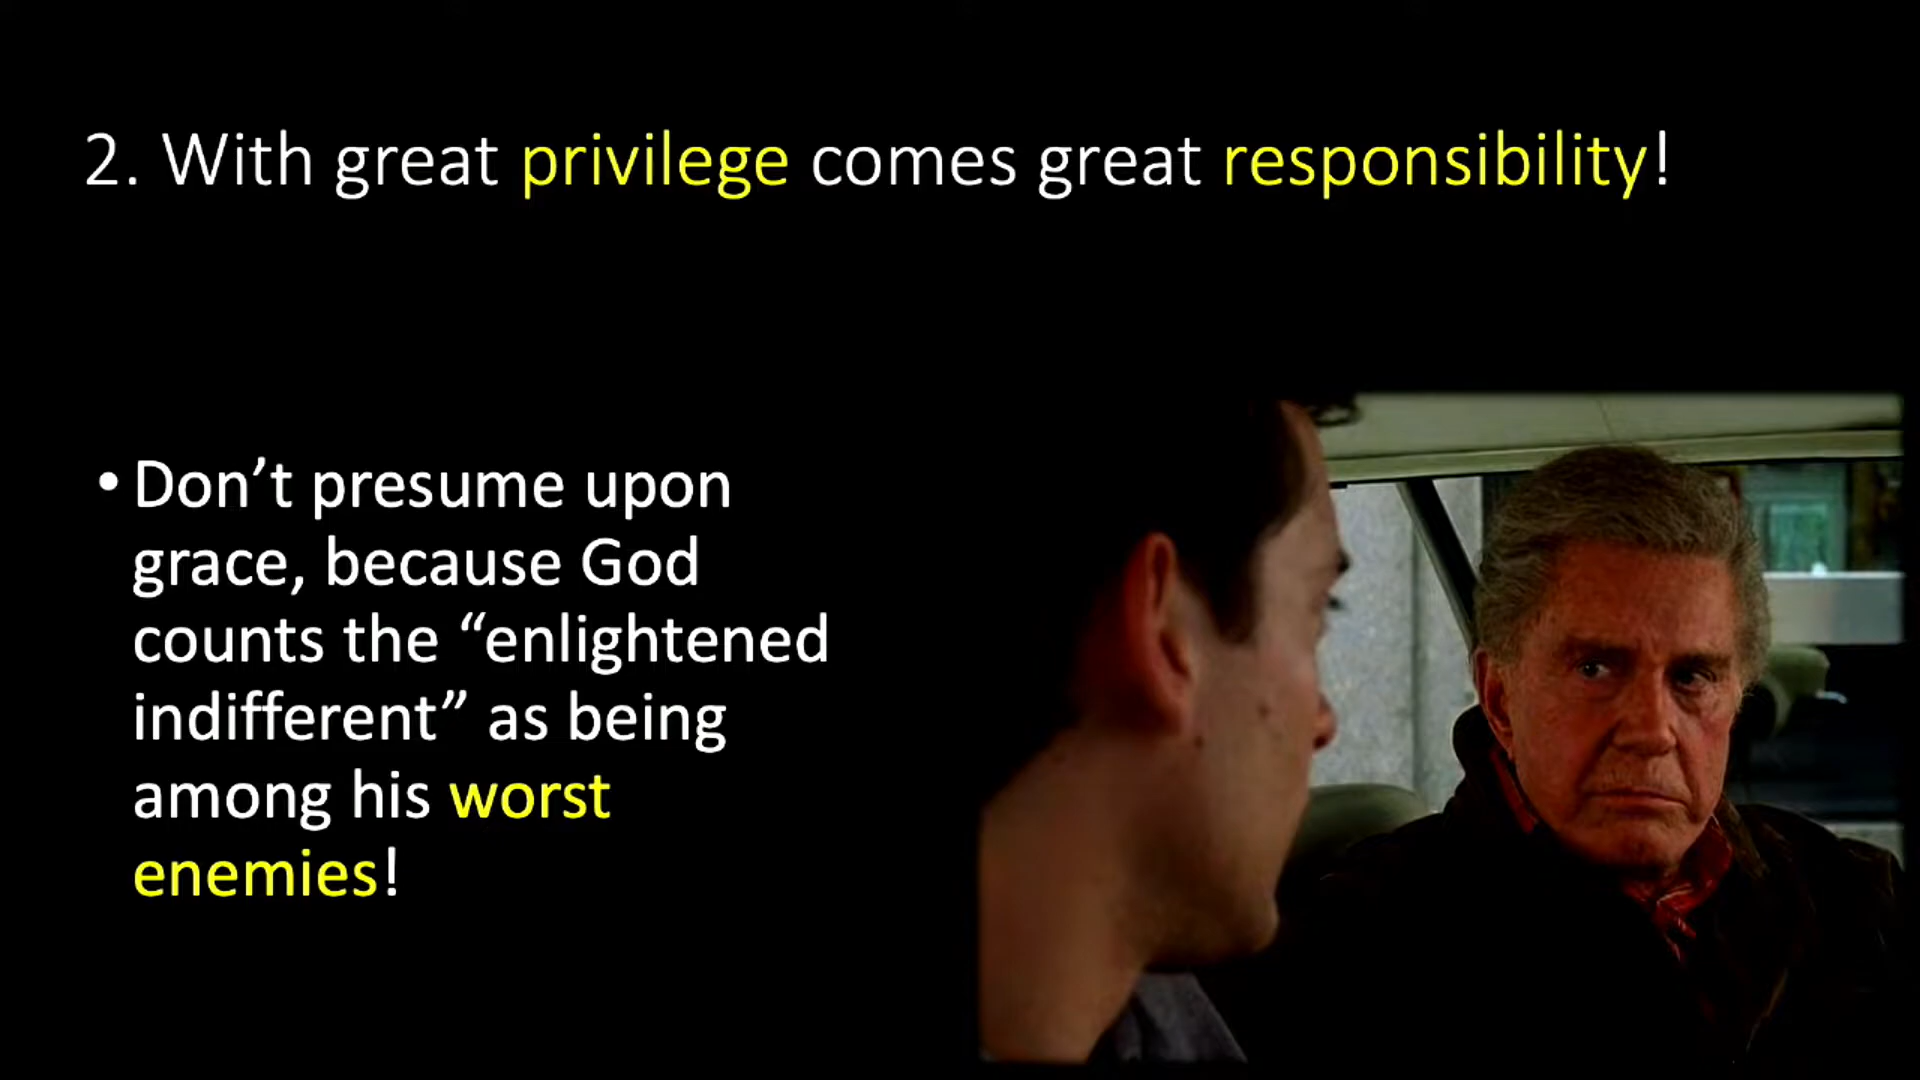 2. With great privilege comes great responsibility!
• Don’t presume upon
grace, because God
counts the “enlightened
indifferent” as being
among his worst
enemies!